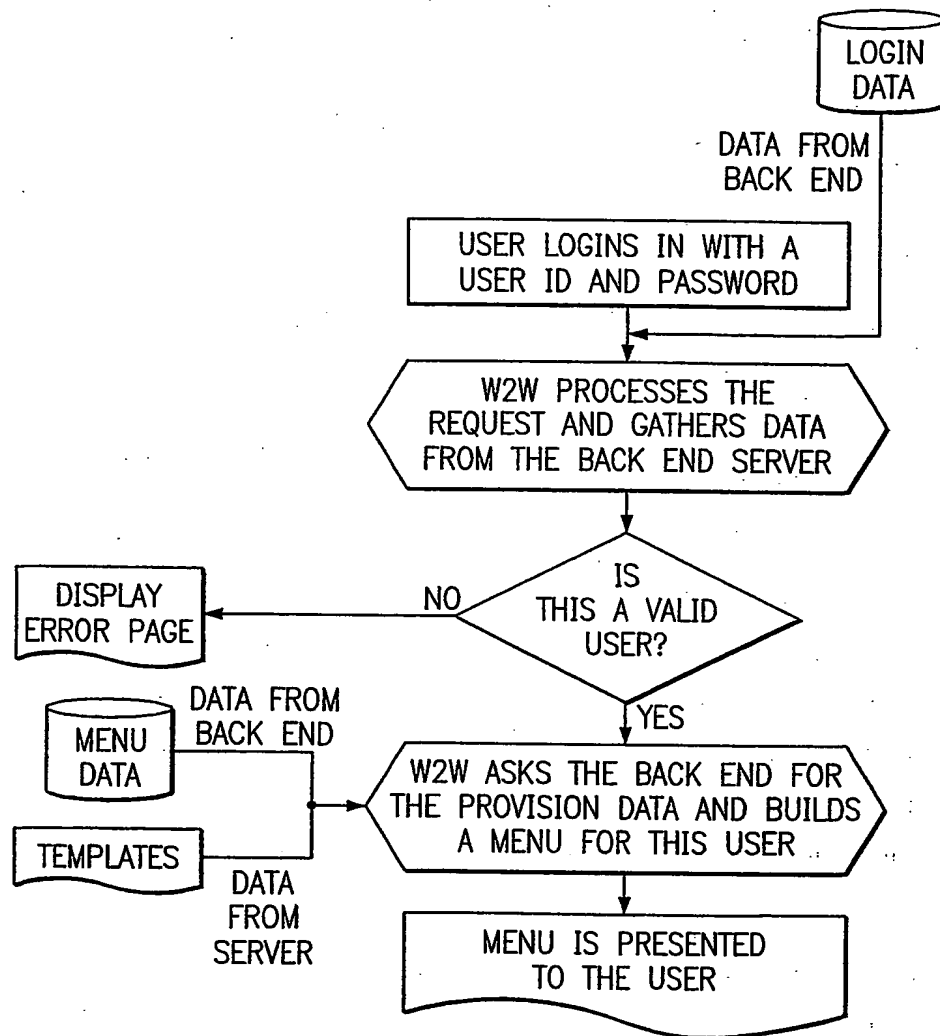 LOGIN
DATA
DATA FROM
BACK END
USER LOGINS IN WITH A
USER ID AND PASSWORD
W2W PROCESSES THE
REQUEST AND GATHERS DATA
FROM THE BACK END SERVER
IS
THIS A VALID
USER?
NO
DISPLAY
ERROR PAGE
YES
DATA FROM
BACK END
MENU
DATA
W2W ASKS THE BACK END FOR
THE PROVISION DATA AND BUILDS
A MENU FOR THIS USER
TEMPLATES
DATA
FROM
SERVER
MENU IS PRESENTED
TO THE USER